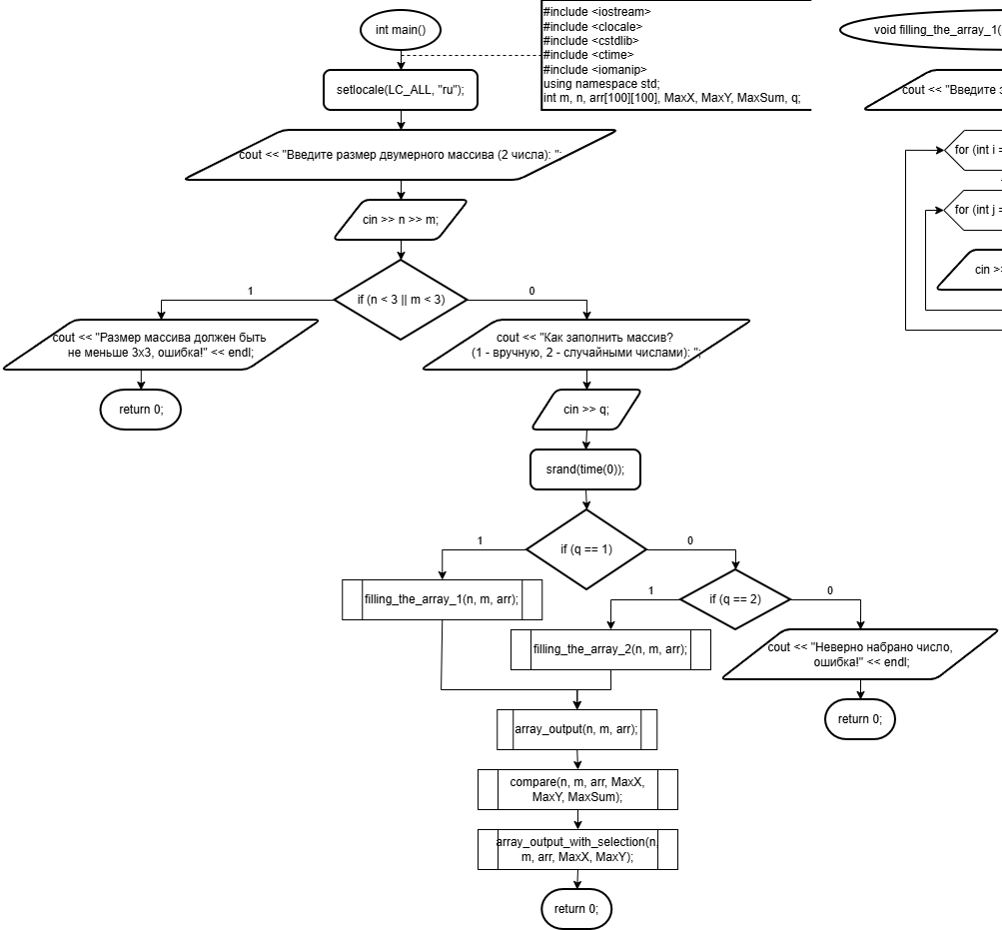 int main()
#include <iostream>
#include <clocale>
#include <cstdlib>
#include <ctime>
#include <iomanip>
using namespace std;
int m, n, arr[100][100], MaxX, MaxY, MaxSum, q;
void filling_the_array_1(
setlocale(LC_ALL, "ru");
cout << "Введите з
cout << "Введите размер двумерного массива (2 числа): ";
for (int i =
cin >> n >> m;
for (int j =
cin >>
if (n < 3 || m < 3)
1
0
cout << "Размер массива должен быть
не меньше 3x3, ошибка!" << endl;
cout << "Как заполнить массив?
(1 - вручную, 2 - случайными числами): ";
return 0;
cin >> q;
srand(time(0));
if (q == 1)
1
0
filling_the_array_1(n, m, arr);
if (q == 2)
1
0
filling_the_array_2(n, m, arr);
cout << "Неверно набрано число,
ошибка!" << endl;
return 0;
array_output(n, m, arr);
compare(n, m, arr, MaxX,
MaxY, MaxSum);
array_output_with_selection(n,
m, arr, MaxX, MaxY);
return 0;